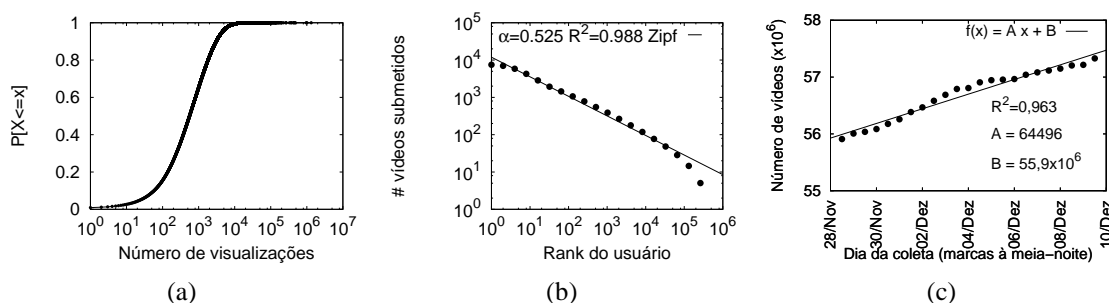 P[X<=x]
1
0.8
0.6
0.4
0.2
0
10^0 10^1 10^2 10^3 10^4 10^5 10^6 10^7
Número de visualizações
(a)
# vídeos submetidos
10^5
10^4
10^3
10^2
10^1
10^0
α=0.525 R^2=0.988 Zipf
10^0 10^1 10^2 10^3 10^4 10^5 10^6
Rank do usuário
(b)
Número de vídeos (x10^6)
58
57
56
55
f(x) = A x + B
R^2=0,963
A = 64496
B = 55,9x10^6
28/Nov 30/Nov 02/Dez 04/Dez 06/Dez 08/Dez 10/Dez
Dia da coleta (marcas à meia−noite)
(c)